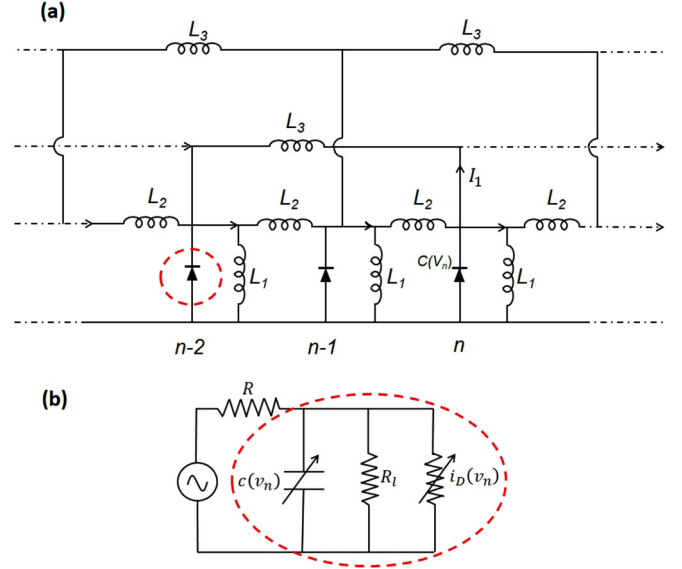 (a)
L3 L3
L3
I1
L2 L2 L2 L2
L1 L1 C(Vn) L1
n-2 n-1 n
(b)
R
c(vn) Rl iD(vn)